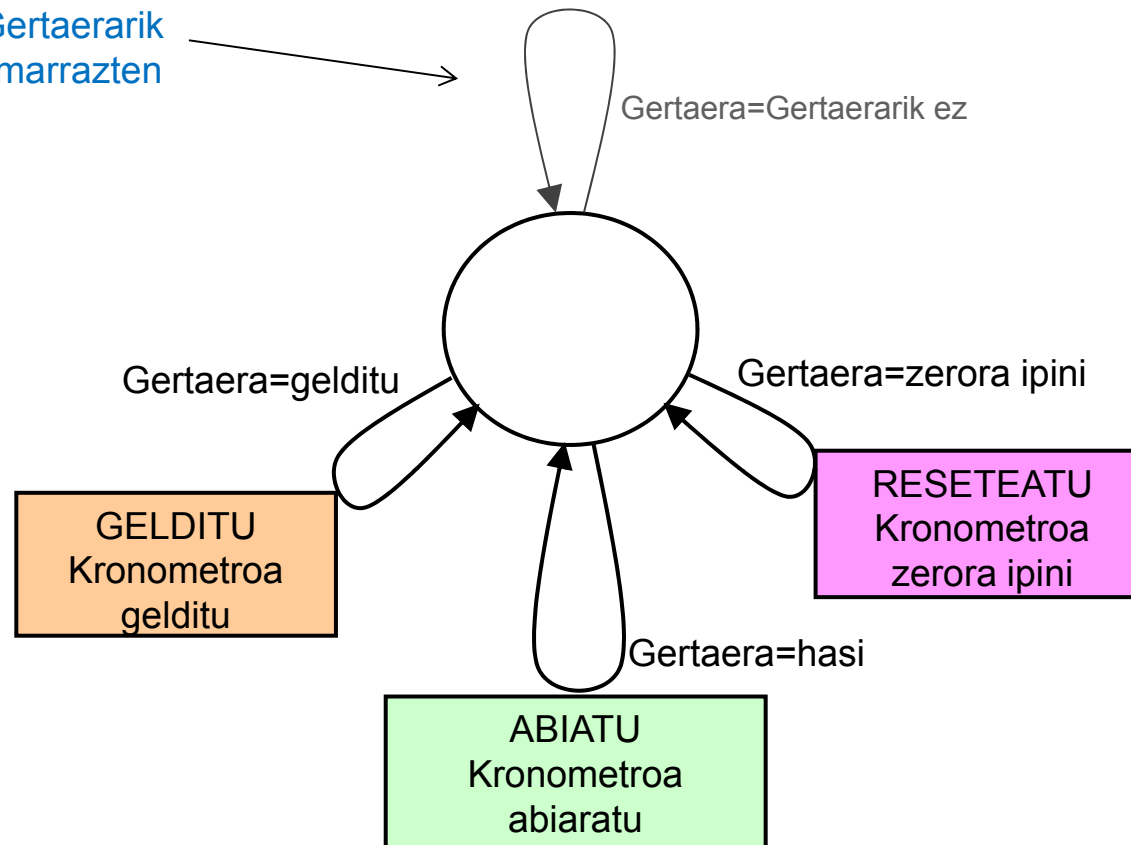 Gertaerarik
marrazten
Gertaera=Gertaerarik ez
Gertaera=gelditu
Gertaera=zerora ipini
GELDITU
Kronometroa
gelditu
RESETEATU
Kronometroa
zerora ipini
Gertaera=hasi
ABIATU
Kronometroa
abiaratu